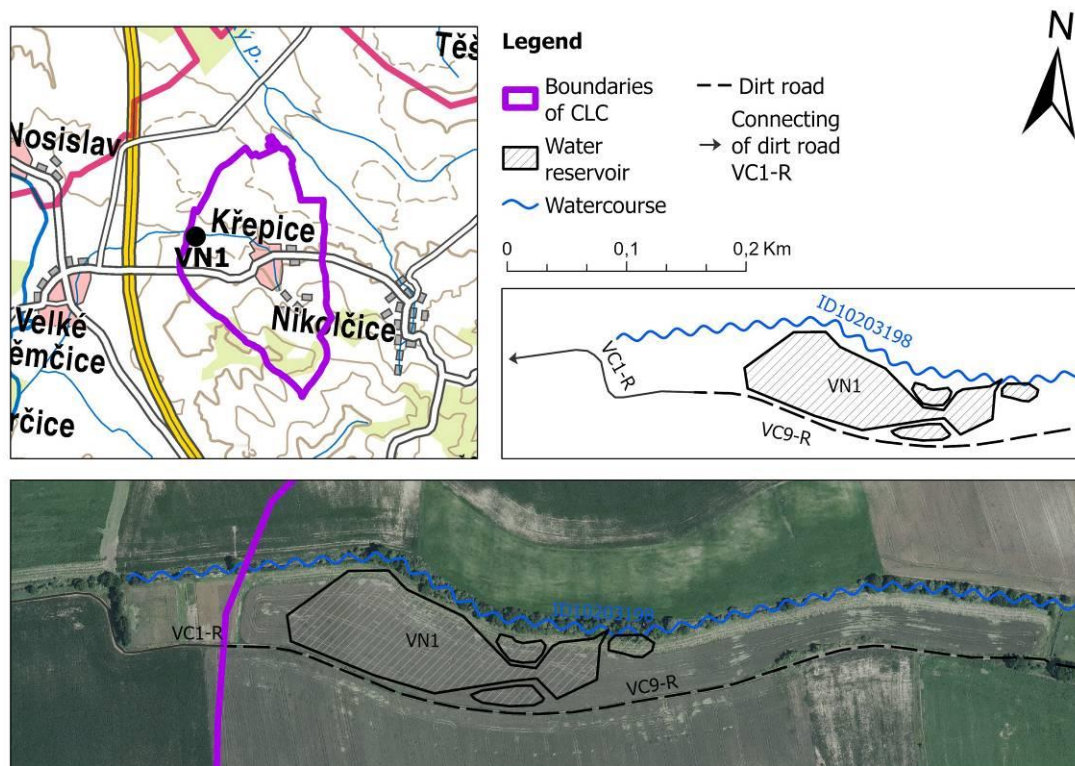 ý p.
Těš
Nosislav
Křepice
VN1
Nikolčice
Velké
ěmčice
rčice
Legend
Boundaries
of CLC
Water
reservoir
Watercourse
Dirt road
Connecting
of dirt road
VC1-R
N
0
0,1
0,2 Km
ID10203198
VC1-R
VN1
VC9-R
ID10203198
VC1-R
VN1
VC9-R